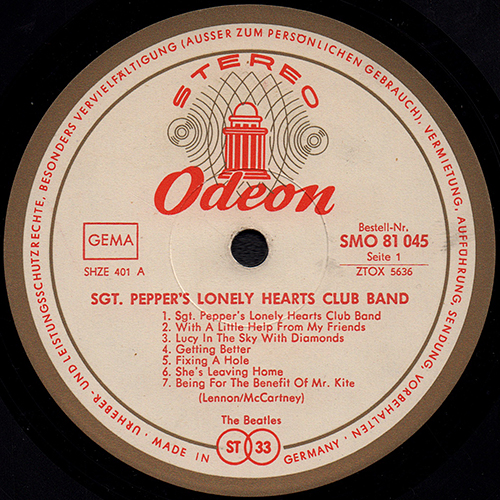 URHEBER- UND LEISTUNGSSCHUTZRECHTE, BESONDERS VERVIELFÄLTIGUNG (AUSSER ZUM PERSÖNLICHEN GEBRAUCH), VERMIETUNG, AUFFÜHRUNG, SENDUNG VORBEHALTEN ·
STEREO
Odeon
GEMA
SHZE 401 A
Bestell-Nr.
SMO 81 045
Seite 1
ZTOX 5636
SGT. PEPPER'S LONELY HEARTS CLUB BAND
1. Sgt. Pepper's Lonely Hearts Club Band
2. With A Little Help From My Friends
3. Lucy In The Sky With Diamonds
4. Getting Better
5. Fixing A Hole
6. She's Leaving Home
7. Being For The Benefit Of Mr. Kite
(Lennon/McCartney)
The Beatles
MADE IN GERMANY ·
ST 33